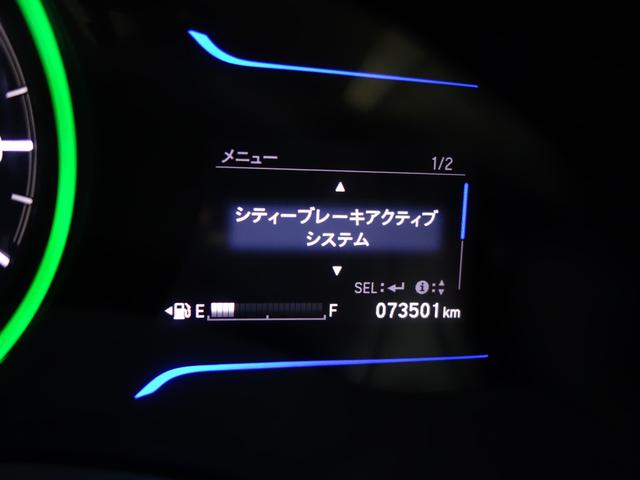 メニュー 1/2
シティーブレーキアクティブ
システム
SEL:↵ i:
E F 073501km